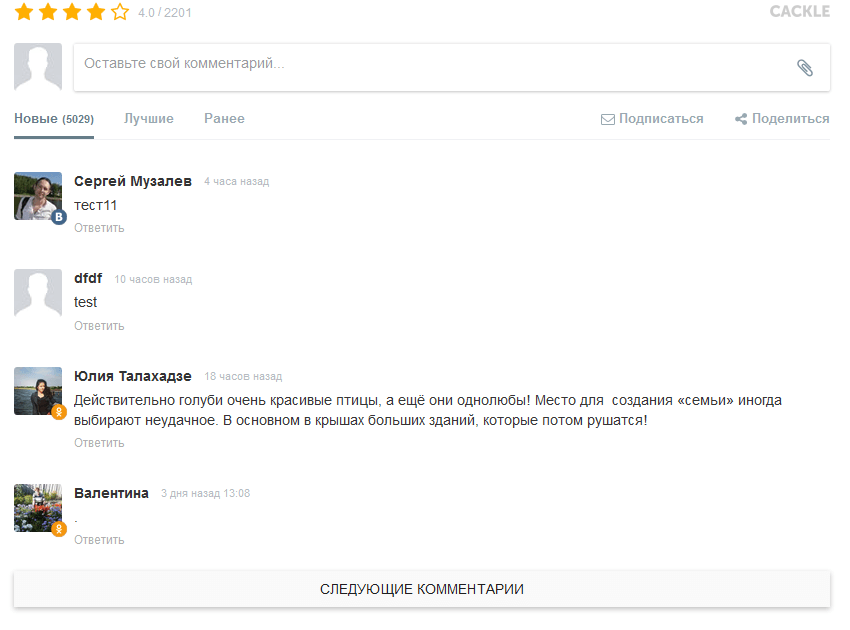 4.0 / 2201 CACKLE
Оставьте свой комментарий...
Новые (5029) Лучшие Ранее Подписаться Поделиться
Сергей Музалев 4 часа назад
B
тест11
Ответить
dfdf 10 часов назад
test
Ответить
Юлия Талахадзе 18 часов назад
Действительно голуби очень красивые птицы, а ещё они однолюбы! Место для создания «семьи» иногда
выбирают неудачное. В основном в крышах больших зданий, которые потом рушатся!
Ответить
Валентина 3 дня назад 13:08
.
Ответить
СЛЕДУЮЩИЕ КОММЕНТАРИИ